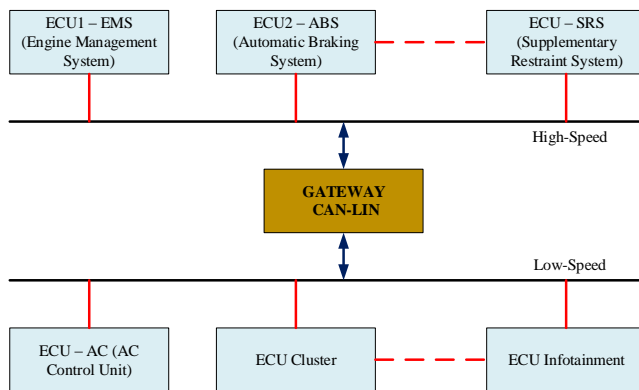 ECU1 – EMS
(Engine Management
System)
ECU2 – ABS
(Automatic Braking
System)
ECU – SRS
(Supplementary
Restraint System)
High-Speed
GATEWAY
CAN-LIN
Low-Speed
ECU – AC (AC
Control Unit)
ECU Cluster
ECU Infotainment